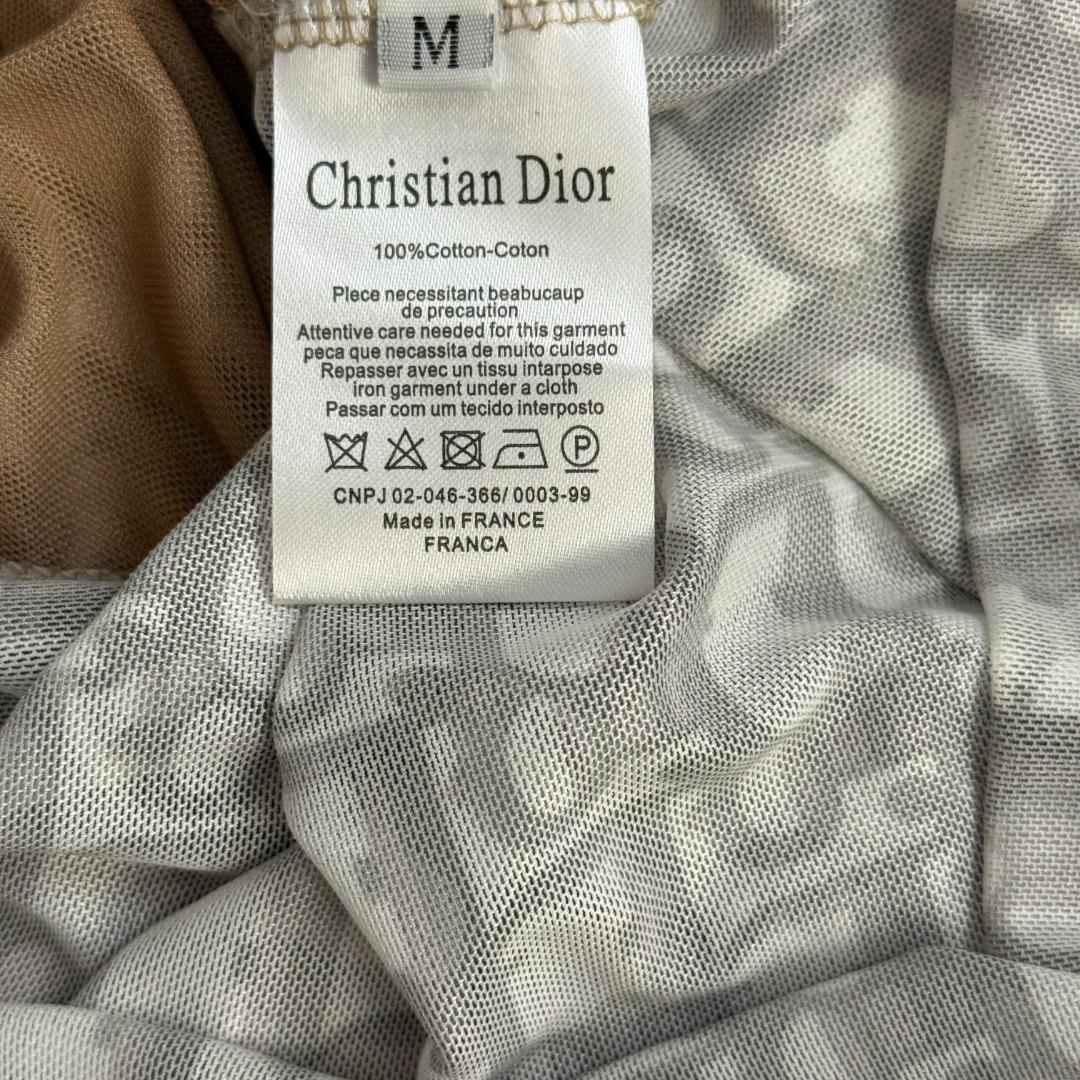 M
Christian Dior
100%Cotton-Coton
Plece necessitant beabucaup
de precaution
Attentive care needed for this garment
peca que necassita de muito culdado
Repasser avec un tissu intarpose
iron garment under a cloth
Passar com um tecido interposto
P
CNPJ 02-046-366/ 0003-99
Made in FRANCE
FRANCA